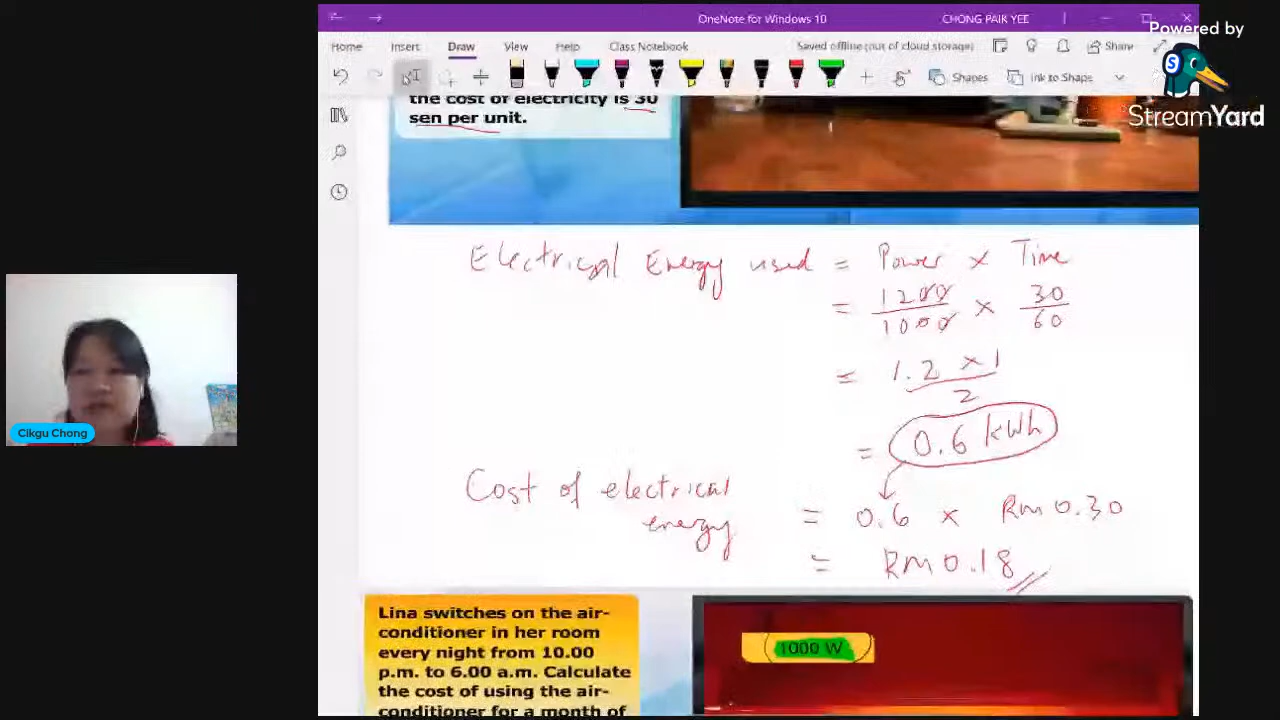 OneNote for Windows 10
CHONG PAIK YEE
Powered by
StreamYard
Home Insert Draw View Help Class Notebook
Saved offline (out of cloud storage)
Share
Shapes
Ink to Shape
the cost of electricity is 30
sen per unit.
Electrical Energy used = Power × Time
= 1200/1000 × 30/60
= 1.2 × 1/2
= 0.6 kWh
Cost of electrical
energy = 0.6 × RM 0.30
= RM 0.18
Cikgu Chong
Lina switches on the air-
conditioner in her room
every night from 10.00
p.m. to 6.00 a.m. Calculate
the cost of using the air-
conditioner for a month of
1000 W